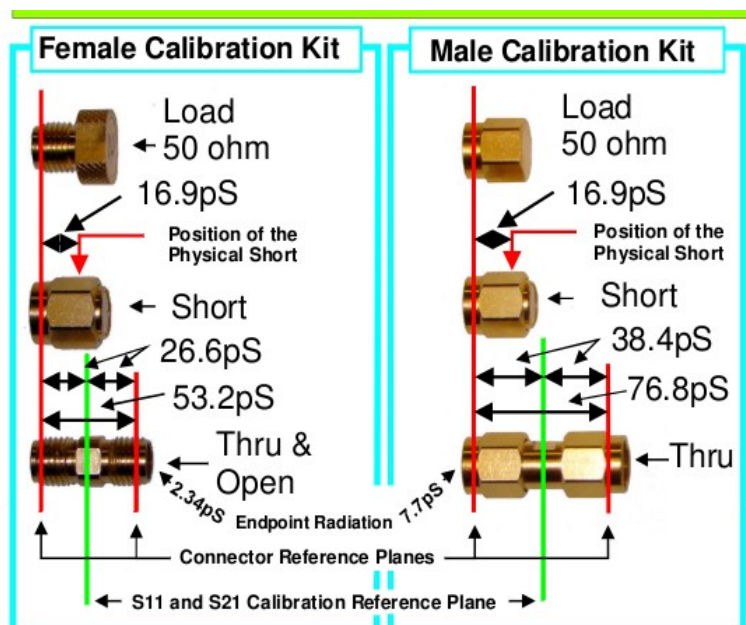 Female Calibration Kit
Load
50 ohm
16.9pS
Position of the
Physical Short
Short
26.6pS
53.2pS
Thru &
Open
2.34pS
Male Calibration Kit
Load
50 ohm
16.9pS
Position of the
Physical Short
Short
38.4pS
76.8pS
Thru
7.7pS
Endpoint Radiation
Connector Reference Planes
S11 and S21 Calibration Reference Plane